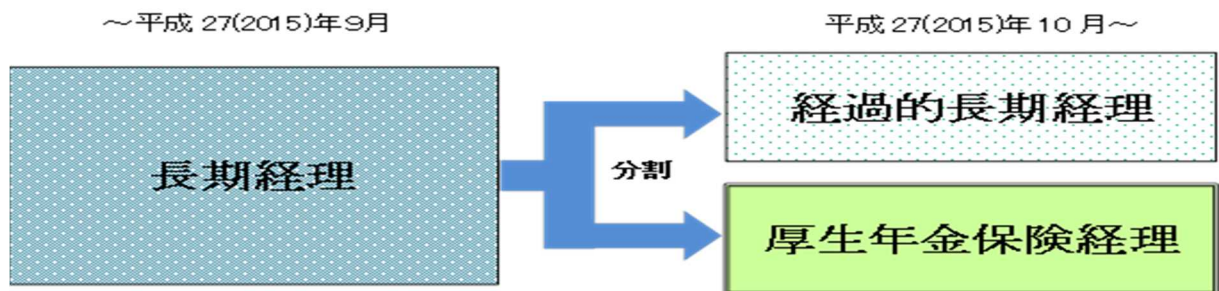 ～平成 27(2015)年9月
平成 27(2015)年 10 月～
長期経理
分割
経過的長期経理
厚生年金保険経理